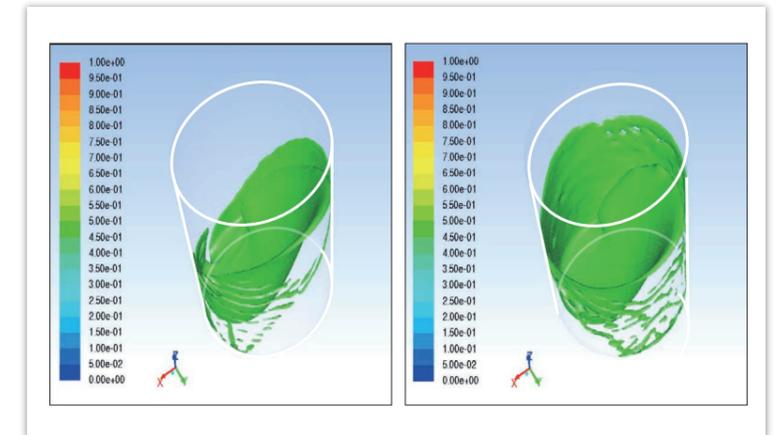 1.00e+00
9.50e-01
9.00e-01
8.50e-01
8.00e-01
7.50e-01
7.00e-01
6.50e-01
6.00e-01
5.50e-01
5.00e-01
4.50e-01
4.00e-01
3.50e-01
3.00e-01
2.50e-01
2.00e-01
1.50e-01
1.00e-01
5.00e-02
0.00e+00
Z
X
Y
1.00e+00
9.50e-01
9.00e-01
8.50e-01
8.00e-01
7.50e-01
7.00e-01
6.50e-01
6.00e-01
5.50e-01
5.00e-01
4.50e-01
4.00e-01
3.50e-01
3.00e-01
2.50e-01
2.00e-01
1.50e-01
1.00e-01
5.00e-02
0.00e+00
Z
X
Y